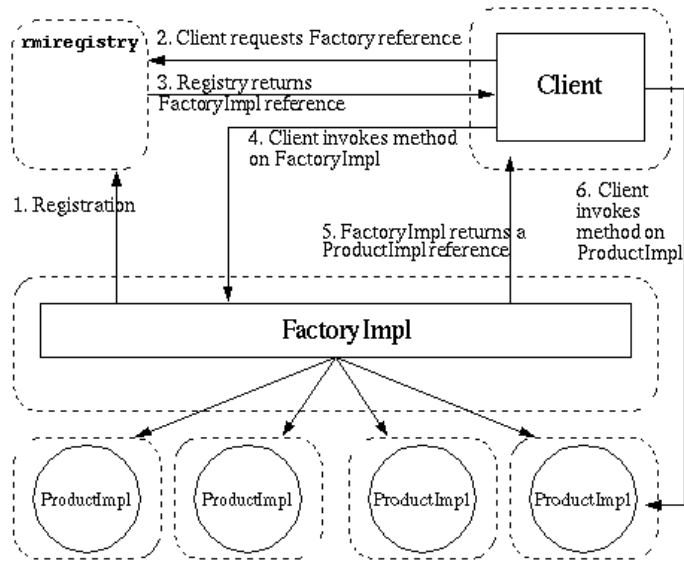 rmiregistry
2. Client requests Factory reference
3. Registry returns
FactoryImpl reference
Client
4. Client invokes method
on FactoryImpl
1. Registration
5. FactoryImpl returns a
ProductImpl reference
6. Client
invokes
method on
ProductImpl
FactoryImpl
ProductImpl
ProductImpl
ProductImpl
ProductImpl